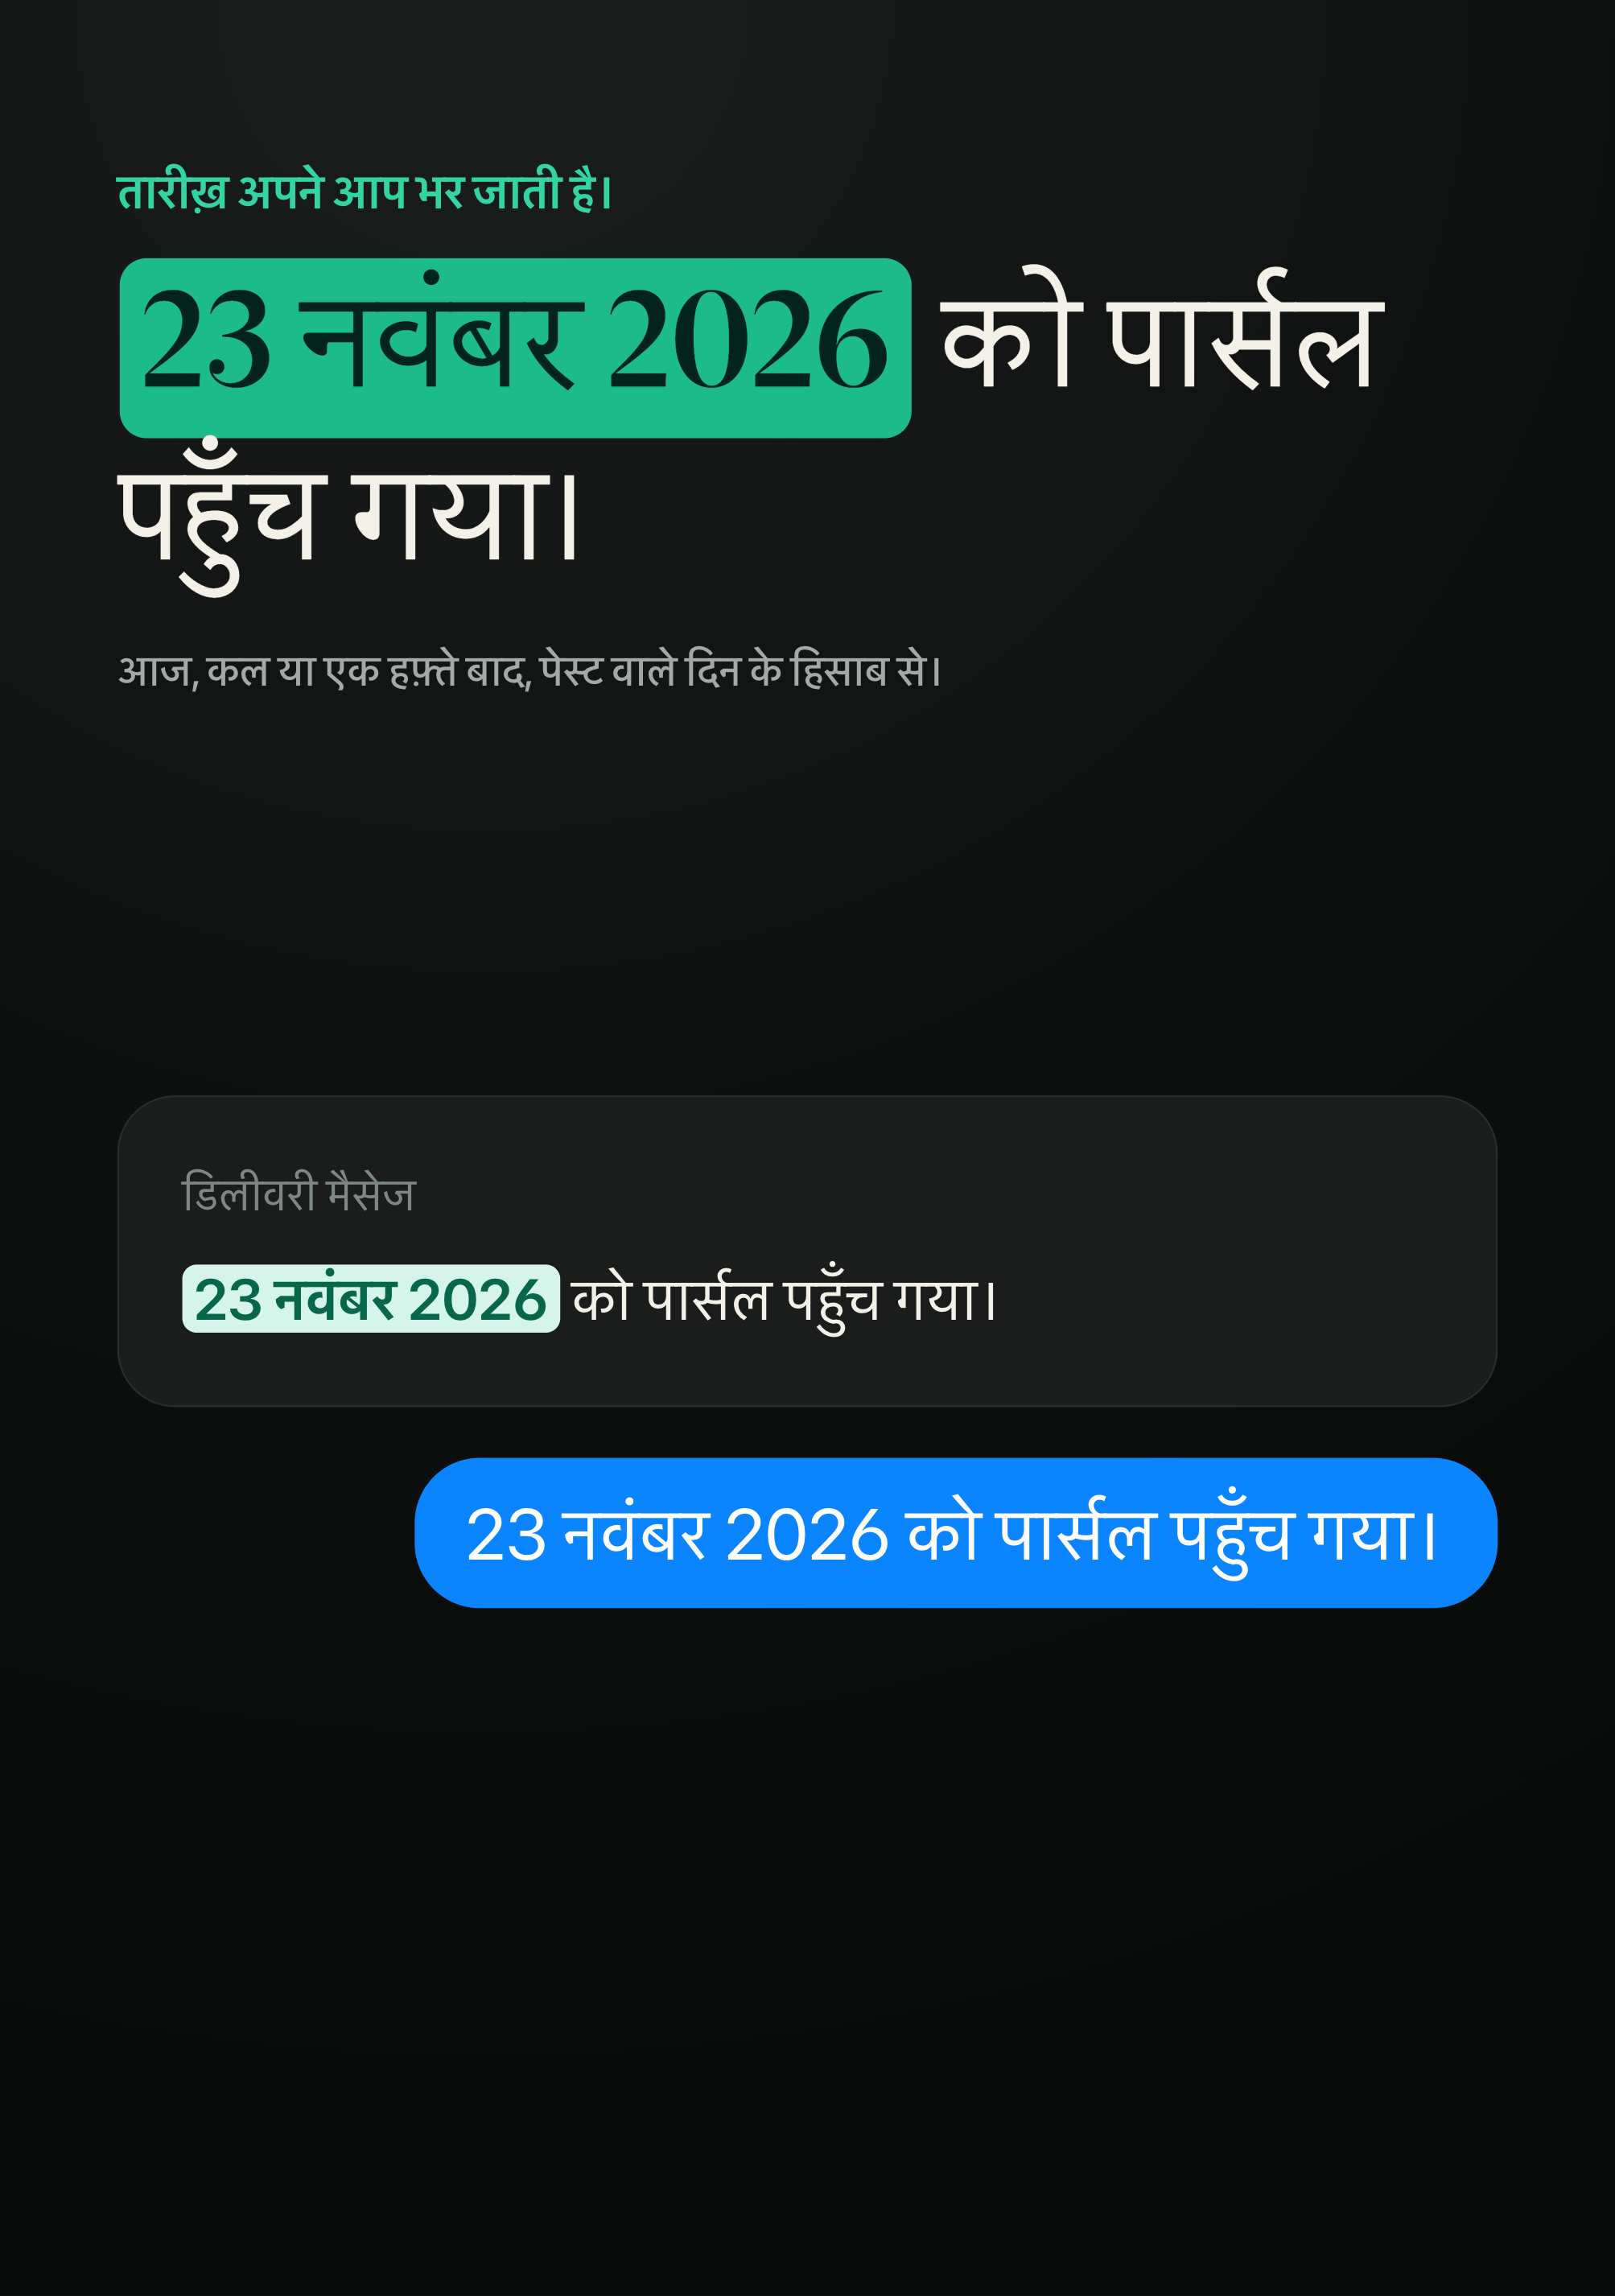 तारीख़ अपने आप भर जाती है।
23 नवंबर 2026 को पार्सल
पहुँच गया।
आज, कल या एक हफ़्ते बाद, पेस्ट वाले दिन के हिसाब से।
डिलीवरी मैसेज
23 नवंबर 2026 को पार्सल पहुँच गया।
23 नवंबर 2026 को पार्सल पहुँच गया।